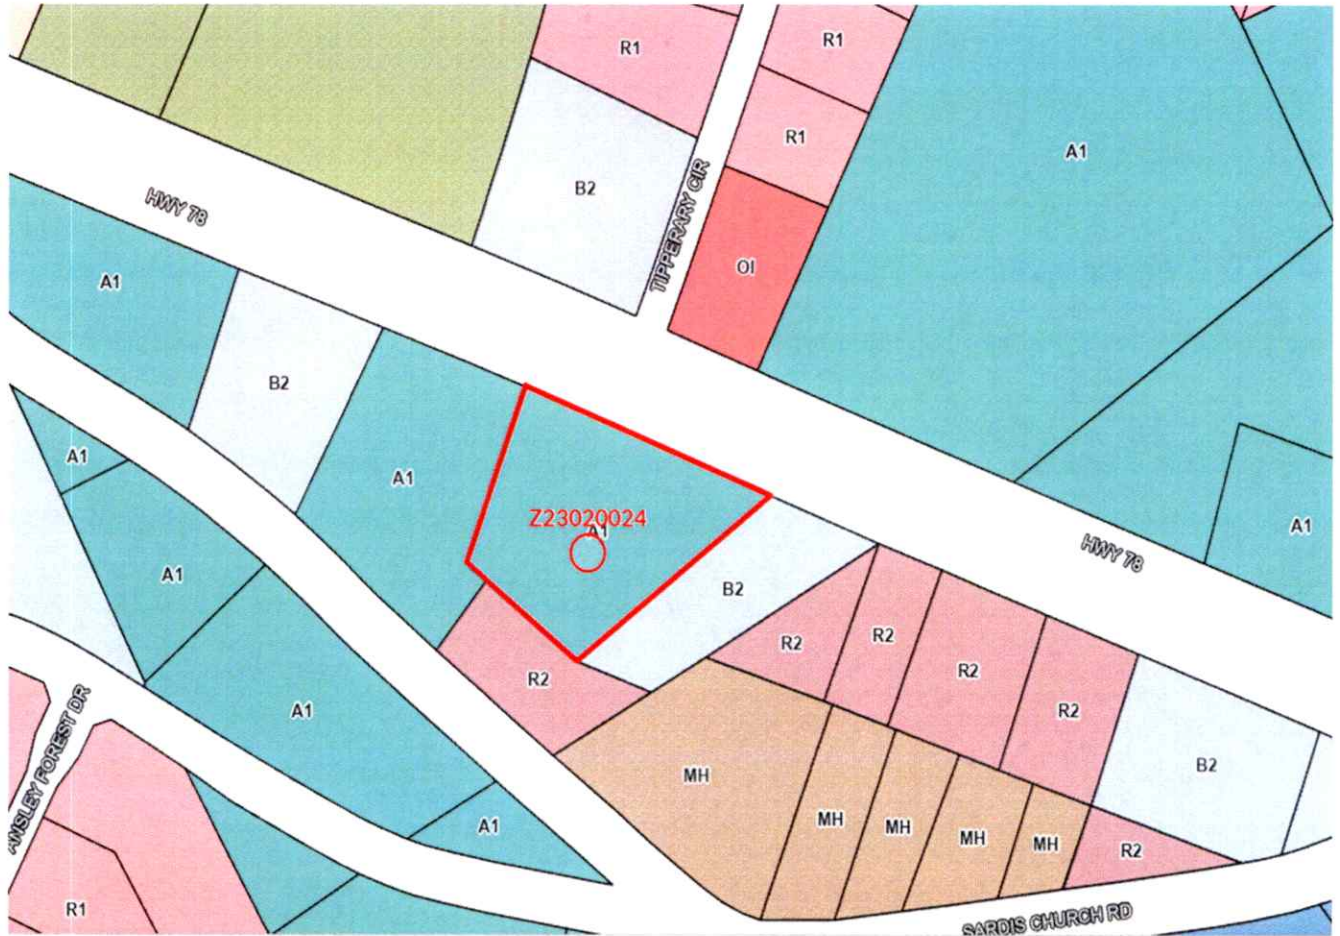 R1
R1
R1
A1
B2
TIPPERARY CIR
HWY 78
OI
A1
B2
A1
A1
A1
Z23020024
A1
A1
HWY 78
A1
B2
R2
R2
R2
R2
R2
A1
ANSLEY FOREST DR
B2
MH
MH
MH
MH
MH
A1
R2
R1
SARDIS CHURCH RD